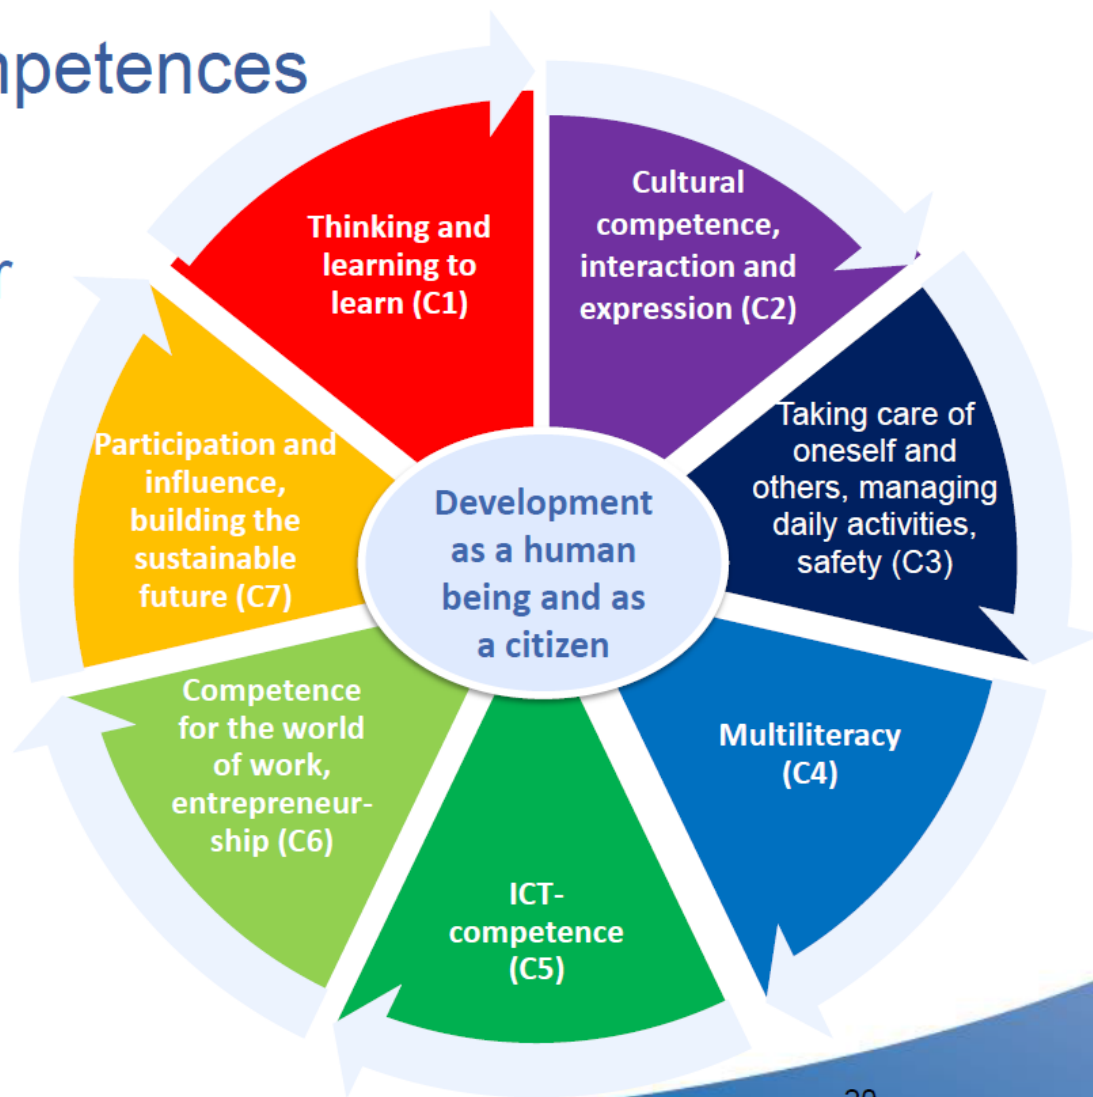 mpetences
r
Thinking and
learning to
learn (C1)
Cultural
competence,
interaction and
expression (C2)
Taking care of
oneself and
others, managing
daily activities,
safety (C3)
Multiliteracy
(C4)
ICT-
competence
(C5)
Competence
for the world
of work,
entrepreneur-
ship (C6)
Participation and
influence,
building the
sustainable
future (C7)
Development
as a human
being and as
a citizen